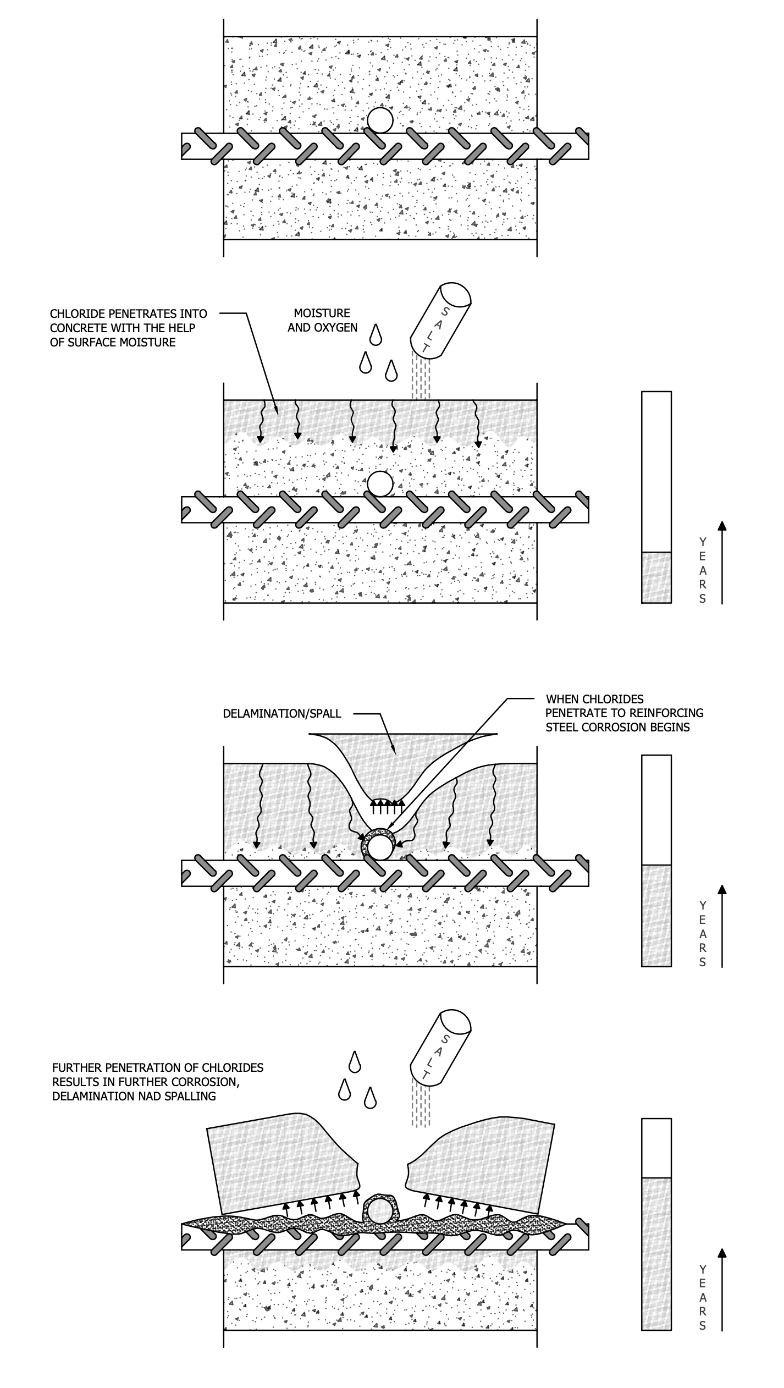 CHLORIDE PENETRATES INTO
CONCRETE WITH THE HELP
OF SURFACE MOISTURE
MOISTURE
AND OXYGEN
SALT
YEARS
DELAMINATION/SPALL
WHEN CHLORIDES
PENETRATE TO REINFORCING
STEEL CORROSION BEGINS
YEARS
FURTHER PENETRATION OF CHLORIDES
RESULTS IN FURTHER CORROSION,
DELAMINATION NAD SPALLING
SALT
YEARS